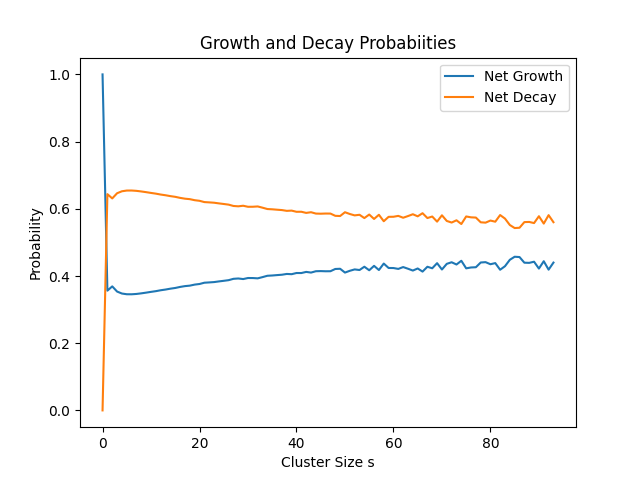 Growth and Decay Probabiities
Net Growth
Net Decay
1.0
0.8
0.6
0.4
0.2
0.0
Probability
0 20 40 60 80
Cluster Size s